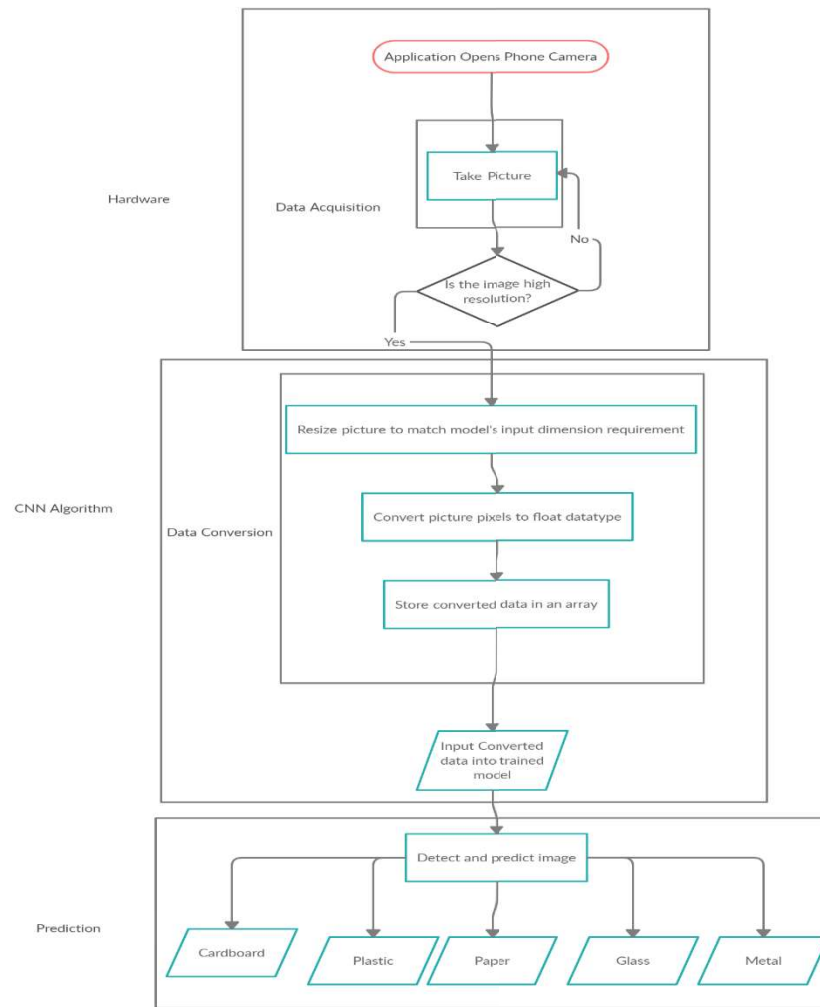 Application Opens Phone Camera
Take Picture
Hardware
Data Acquisition
No
Is the image high
resolution?
Yes
Resize picture to match model's input dimension requirement
CNN Algorithm
Convert picture pixels to float datatype
Data Conversion
Store converted data in an array
Input Converted
data into trained
model
Detect and predict image
Prediction
Cardboard
Plastic
Paper
Glass
Metal